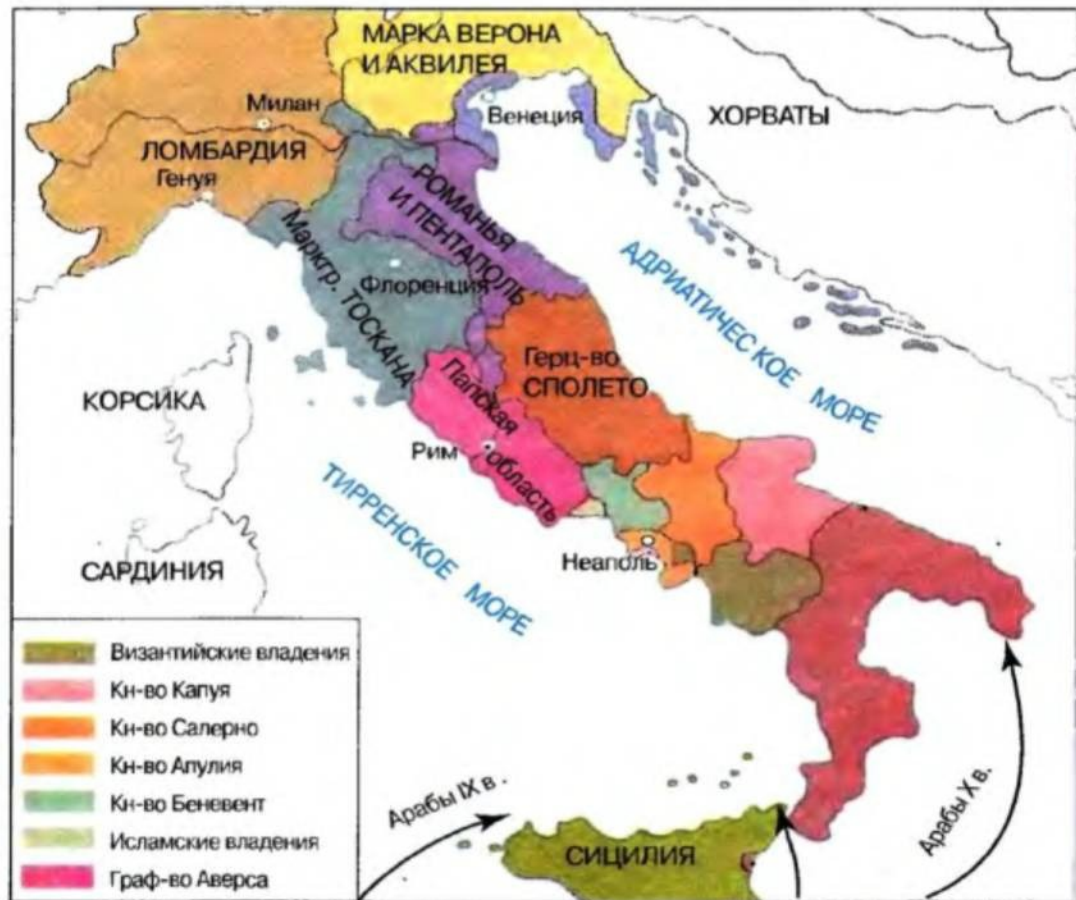 МАРКА ВЕРОНА
И АКВИЛЕЯ
Милан
Венеция
ХОРВАТЫ
ЛОМБАРДИЯ
Генуя
РОМАНЬЯ
И ПЕНТАПОЛЬ
Маркгр. ТОСКАНА
Флоренция
АДРИАТИЧЕСКОЕ МОРЕ
Герц-во
СПОЛЕТО
КОРСИКА
Папская
область
Рим
ТИРРЕНСКОЕ МОРЕ
Неаполь
САРДИНИЯ
Византийские владения
Кн-во Капуя
Кн-во Салерно
Кн-во Апулия
Кн-во Беневент
Исламские владения
Граф-во Аверса
Арабы IX в.
СИЦИЛИЯ
Арабы X в.